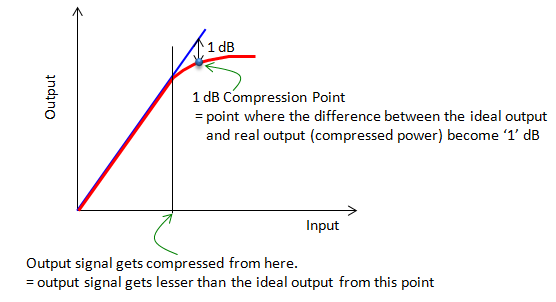 1 dB
Output
1 dB Compression Point
= point where the difference between the ideal output
and real output (compressed power) become ‘1’ dB
Input
Output signal gets compressed from here.
= output signal gets lesser than the ideal output from this point